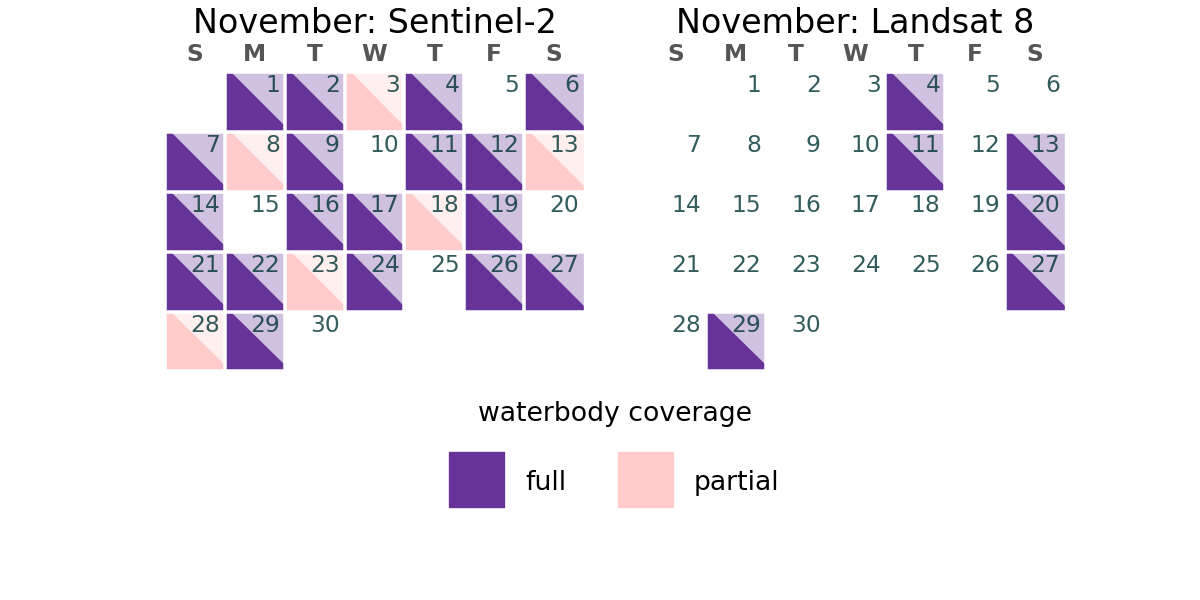 November: Sentinel-2
S M T W T F S
1 2 3 4 5 6
7 8 9 10 11 12 13
14 15 16 17 18 19 20
21 22 23 24 25 26 27
28 29 30
November: Landsat 8
S M T W T F S
1 2 3 4 5 6
7 8 9 10 11 12 13
14 15 16 17 18 19 20
21 22 23 24 25 26 27
28 29 30
waterbody coverage
full partial